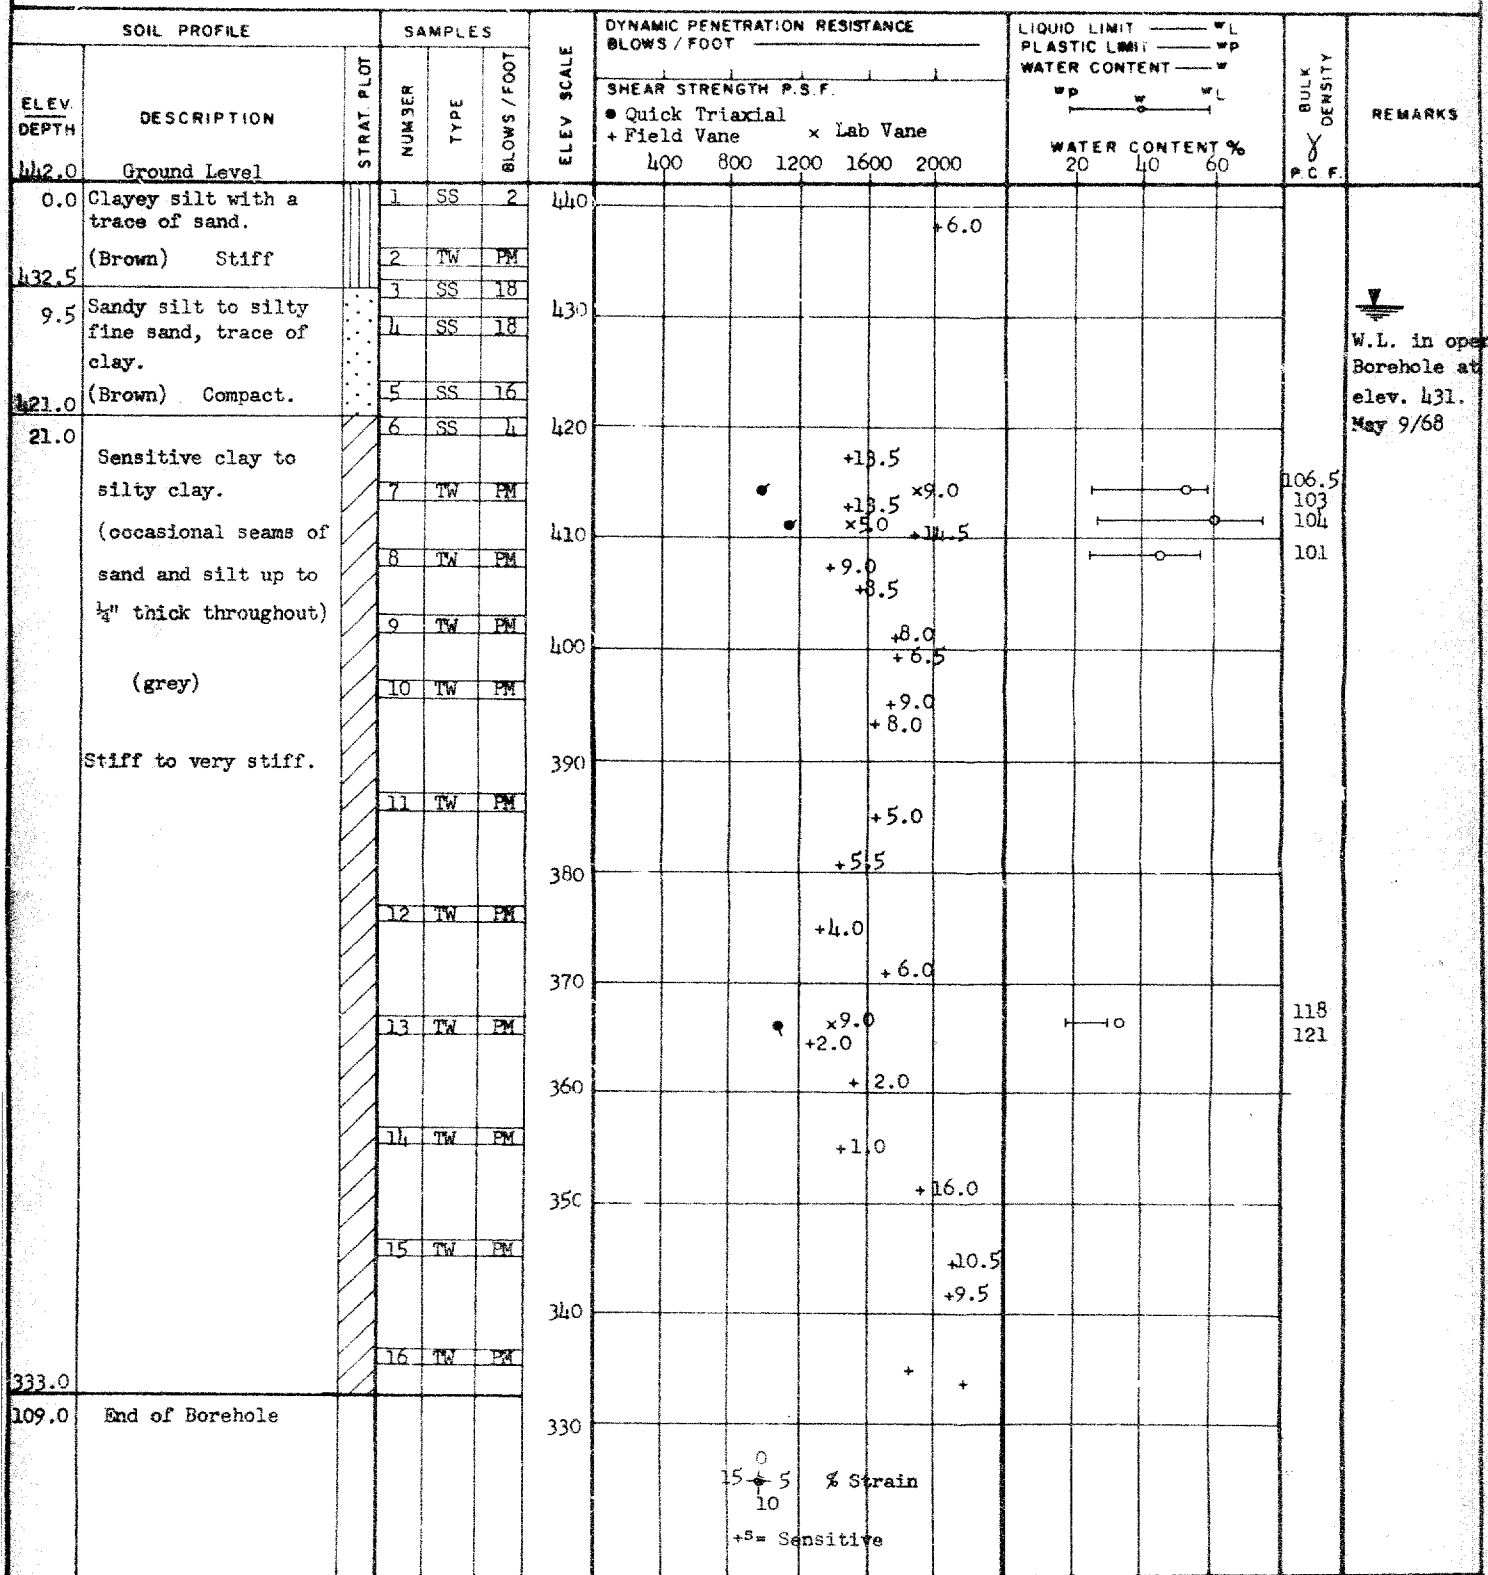 SOIL PROFILE
SAMPLES
ELEV SCALE
DYNAMIC PENETRATION RESISTANCE
BLOWS / FOOT
LIQUID LIMIT wL
PLASTIC LIMIT wP
WATER CONTENT w
BULK DENSITY
γ
P.C.F.
REMARKS
ELEV.
DEPTH
DESCRIPTION
STRAT. PLOT
NUMBER
TYPE
BLOWS / FOOT
SHEAR STRENGTH P.S.F.
● Quick Triaxial
+ Field Vane × Lab Vane
400 800 1200 1600 2000
wP w wL
WATER CONTENT %
20 40 60
442.0 Ground Level
0.0 Clayey silt with a
trace of sand.
(Brown) Stiff
1 SS 2
440
+6.0
2 TW PM
432.5
3 SS 18
9.5 Sandy silt to silty
fine sand, trace of
clay.
(Brown) Compact.
430
4 SS 18
W.L. in open
Borehole at
elev. 431.
May 9/68
5 SS 16
421.0
21.0
6 SS 4
420
Sensitive clay to
silty clay.
(occasional seams of
sand and silt up to
¼" thick throughout)
(grey)
Stiff to very stiff.
+13.5
7 TW PM
×9.0
106.5
103
+13.5
×5.0
104
410
+14.5
8 TW PM
101
+9.0
+8.5
9 TW PM
+8.0
400
+6.5
10 TW PM
+9.0
+8.0
390
11 TW PM
+5.0
+5.5
380
12 TW PM
+4.0
+6.0
370
13 TW PM
×9.0
118
121
+2.0
360
+2.0
14 TW PM
+1.0
+16.0
350
15 TW PM
+10.5
+9.5
340
16 TW PM
+
+
333.0
109.0 End of Borehole
330
0
15 5 % Strain
10
+S= Sensitive